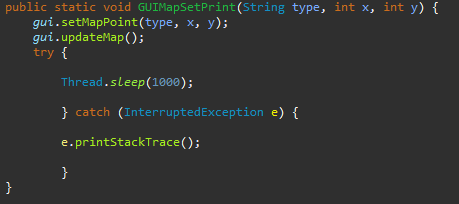 public static void GUIMapSetPrint(String type, int x, int y) {
    gui.setMapPoint(type, x, y);
    gui.updateMap();
    try {

        Thread.sleep(1000);

        } catch (InterruptedException e) {

        e.printStackTrace();

        }
}